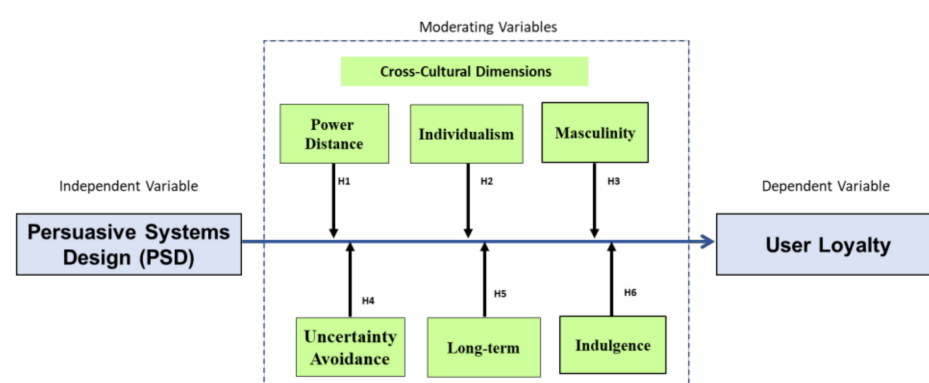 Moderating Variables
Cross-Cultural Dimensions
Power
Distance
Individualism
Masculinity
H1
H2
H3
Independent Variable
Dependent Variable
Persuasive Systems
Design (PSD)
User Loyalty
H4
H5
H6
Uncertainty
Avoidance
Long-term
Indulgence